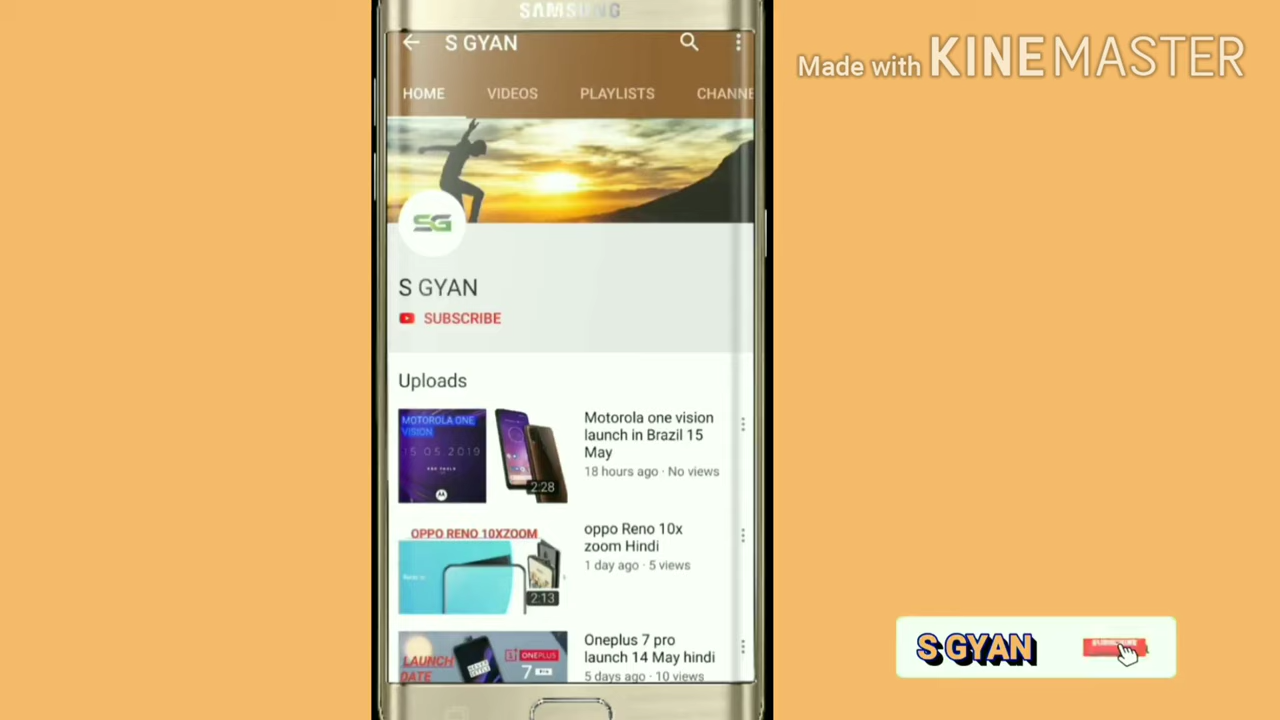 SAMSUNG
S GYAN
Made with KINEMASTER
HOME VIDEOS PLAYLISTS CHANNE
SG
S GYAN
SUBSCRIBE
Uploads
MOTOROLA ONE
VISION
15 05 2019
2:28
Motorola one vision
launch in Brazil 15
May
18 hours ago · No views
OPPO RENO 10XZOOM
2:13
oppo Reno 10x
zoom Hindi
1 day ago · 5 views
LAUNCH
DATE
ONEPLUS
7
Oneplus 7 pro
launch 14 May hindi
5 days ago · 10 views
S GYAN
SUBSCRIBE